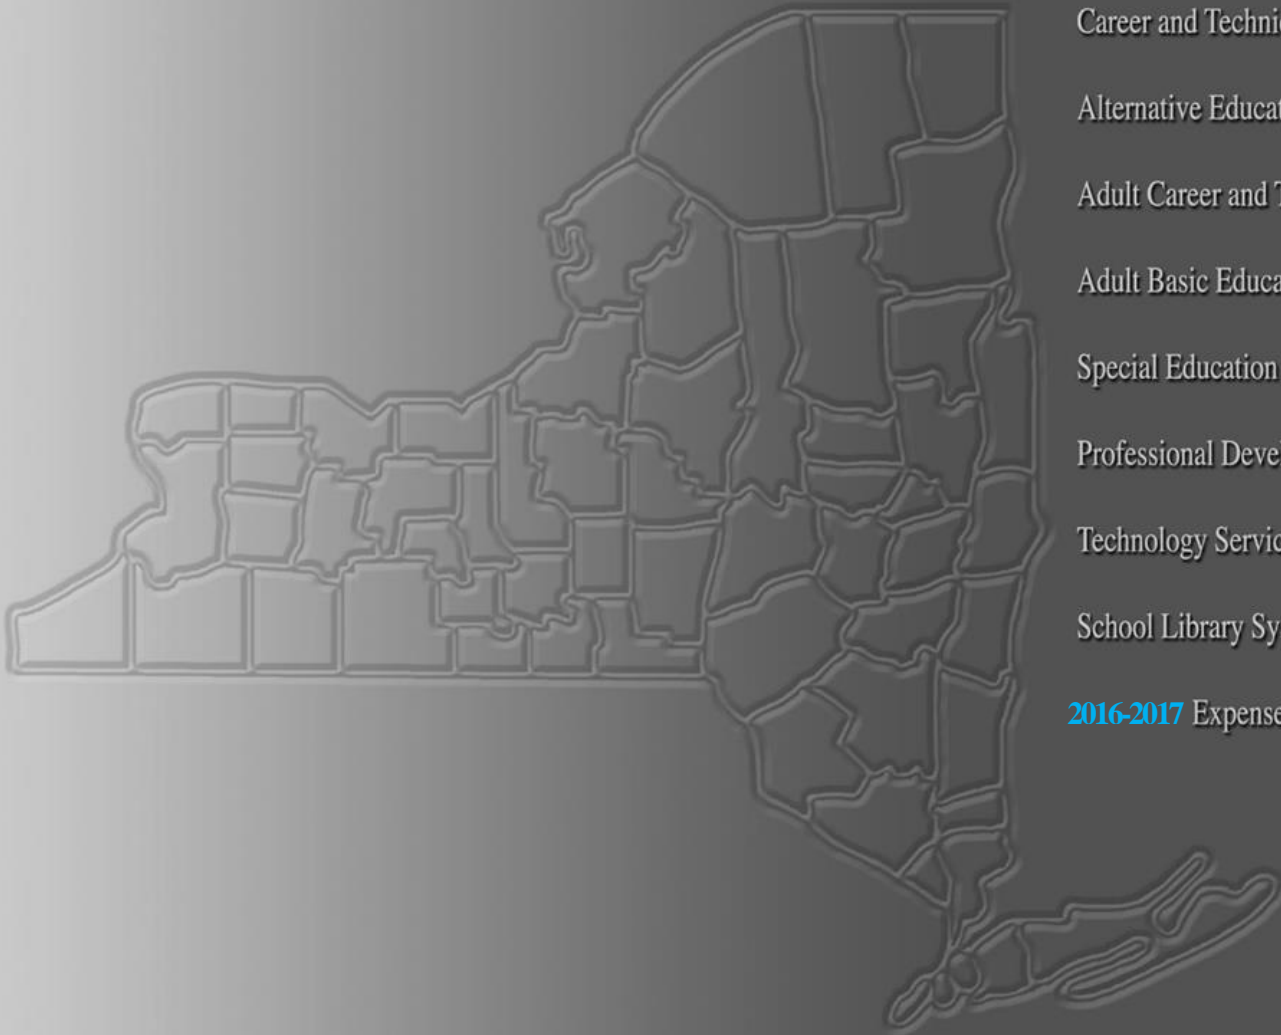 Career and Techni
Alternative Educat
Adult Career and T
Adult Basic Educa
Special Education
Professional Deve
Technology Servic
School Library Sy
2016-2017 Expense